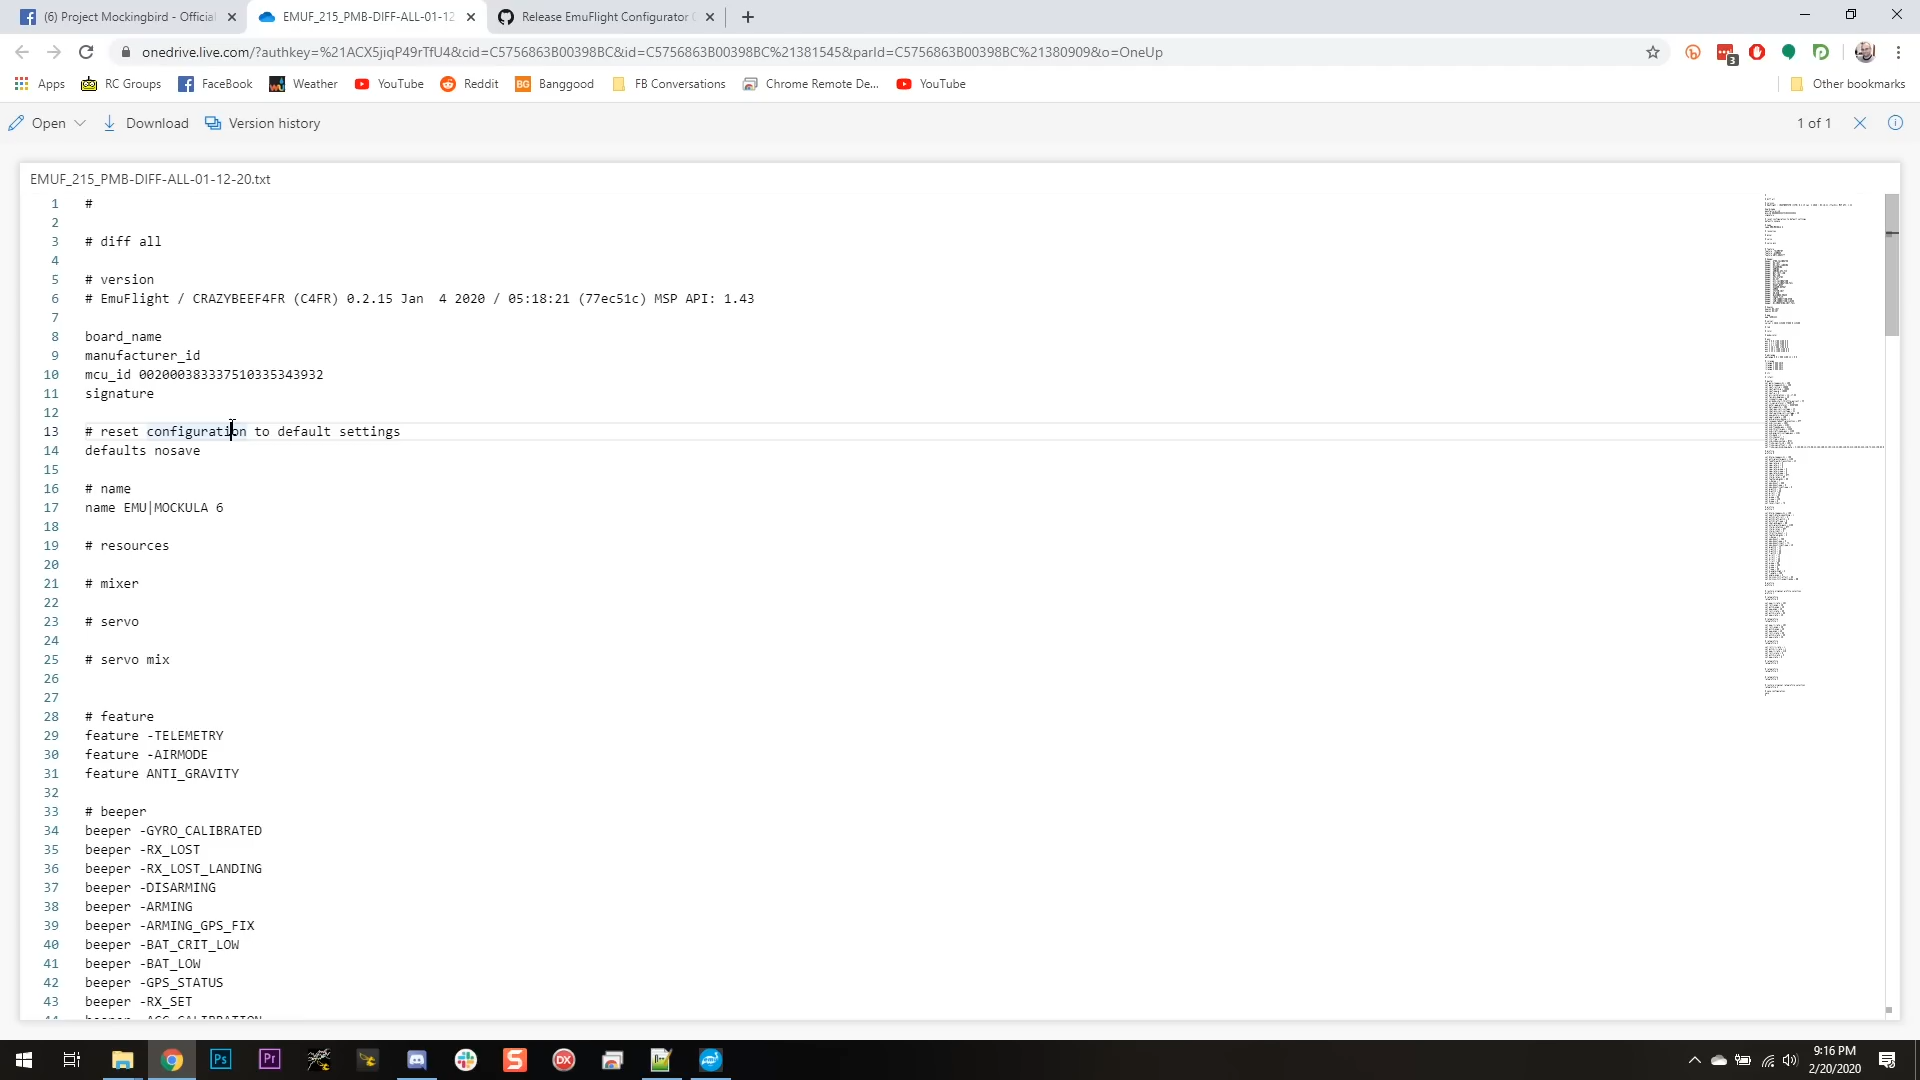 (6) Project Mockingbird - Official
EMUF_215_PMB-DIFF-ALL-01-12
Release EmuFlight Configurator
onedrive.live.com/?authkey=%21ACX5jiqP49rTfU4&cid=C5756863B00398BC&id=C5756863B00398BC%21381545&parId=C5756863B00398BC%21380909&o=OneUp
3
Apps
RC Groups
FaceBook
Weather
YouTube
Reddit
BG
Banggood
FB Conversations
Chrome Remote De...
YouTube
Other bookmarks
Open
Download
Version history
1 of 1
EMUF_215_PMB-DIFF-ALL-01-12-20.txt
1 #
2
3 # diff all
4
5 # version
6 # EmuFlight / CRAZYBEEF4FR (C4FR) 0.2.15 Jan  4 2020 / 05:18:21 (77ec51c) MSP API: 1.43
7
8 board_name
9 manufacturer_id
10 mcu_id 002000383337510335343932
11 signature
12
13 # reset configuration to default settings
14 defaults nosave
15
16 # name
17 name EMU|MOCKULA 6
18
19 # resources
20
21 # mixer
22
23 # servo
24
25 # servo mix
26
27
28 # feature
29 feature -TELEMETRY
30 feature -AIRMODE
31 feature ANTI_GRAVITY
32
33 # beeper
34 beeper -GYRO_CALIBRATED
35 beeper -RX_LOST
36 beeper -RX_LOST_LANDING
37 beeper -DISARMING
38 beeper -ARMING
39 beeper -ARMING_GPS_FIX
40 beeper -BAT_CRIT_LOW
41 beeper -BAT_LOW
42 beeper -GPS_STATUS
43 beeper -RX_SET
44 beeper -ACC_CALIBRATION
Ps
Pr
S
DX
9:16 PM
2/20/2020